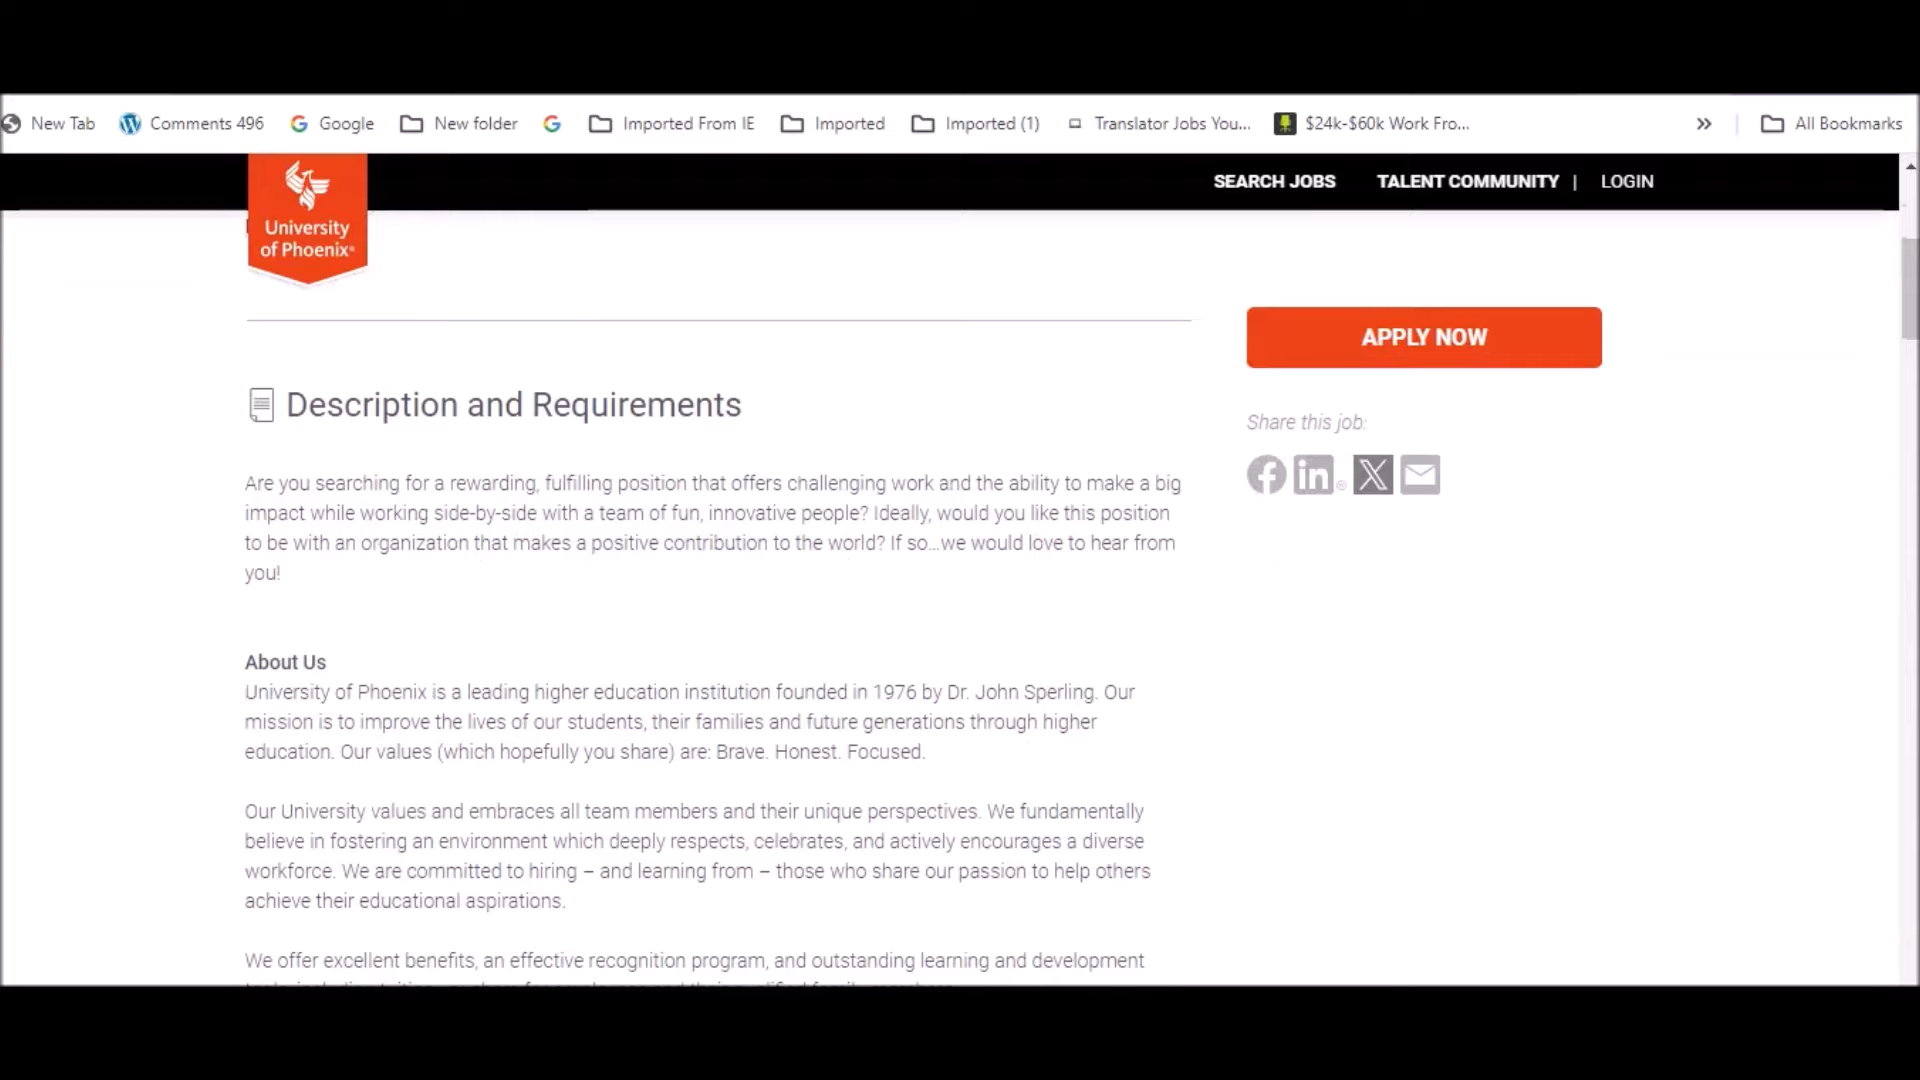 New Tab Comments 496 Google New folder Imported From IE Imported Imported (1) Translator Jobs You... $24k-$60k Work Fro... » All Bookmarks
SEARCH JOBS TALENT COMMUNITY | LOGIN
University
of Phoenix®
APPLY NOW
Description and Requirements
Share this job:
Are you searching for a rewarding, fulfilling position that offers challenging work and the ability to make a big
impact while working side-by-side with a team of fun, innovative people? Ideally, would you like this position
to be with an organization that makes a positive contribution to the world? If so…we would love to hear from
you!
About Us
University of Phoenix is a leading higher education institution founded in 1976 by Dr. John Sperling. Our
mission is to improve the lives of our students, their families and future generations through higher
education. Our values (which hopefully you share) are: Brave. Honest. Focused.
Our University values and embraces all team members and their unique perspectives. We fundamentally
believe in fostering an environment which deeply respects, celebrates, and actively encourages a diverse
workforce. We are committed to hiring – and learning from – those who share our passion to help others
achieve their educational aspirations.
We offer excellent benefits, an effective recognition program, and outstanding learning and development